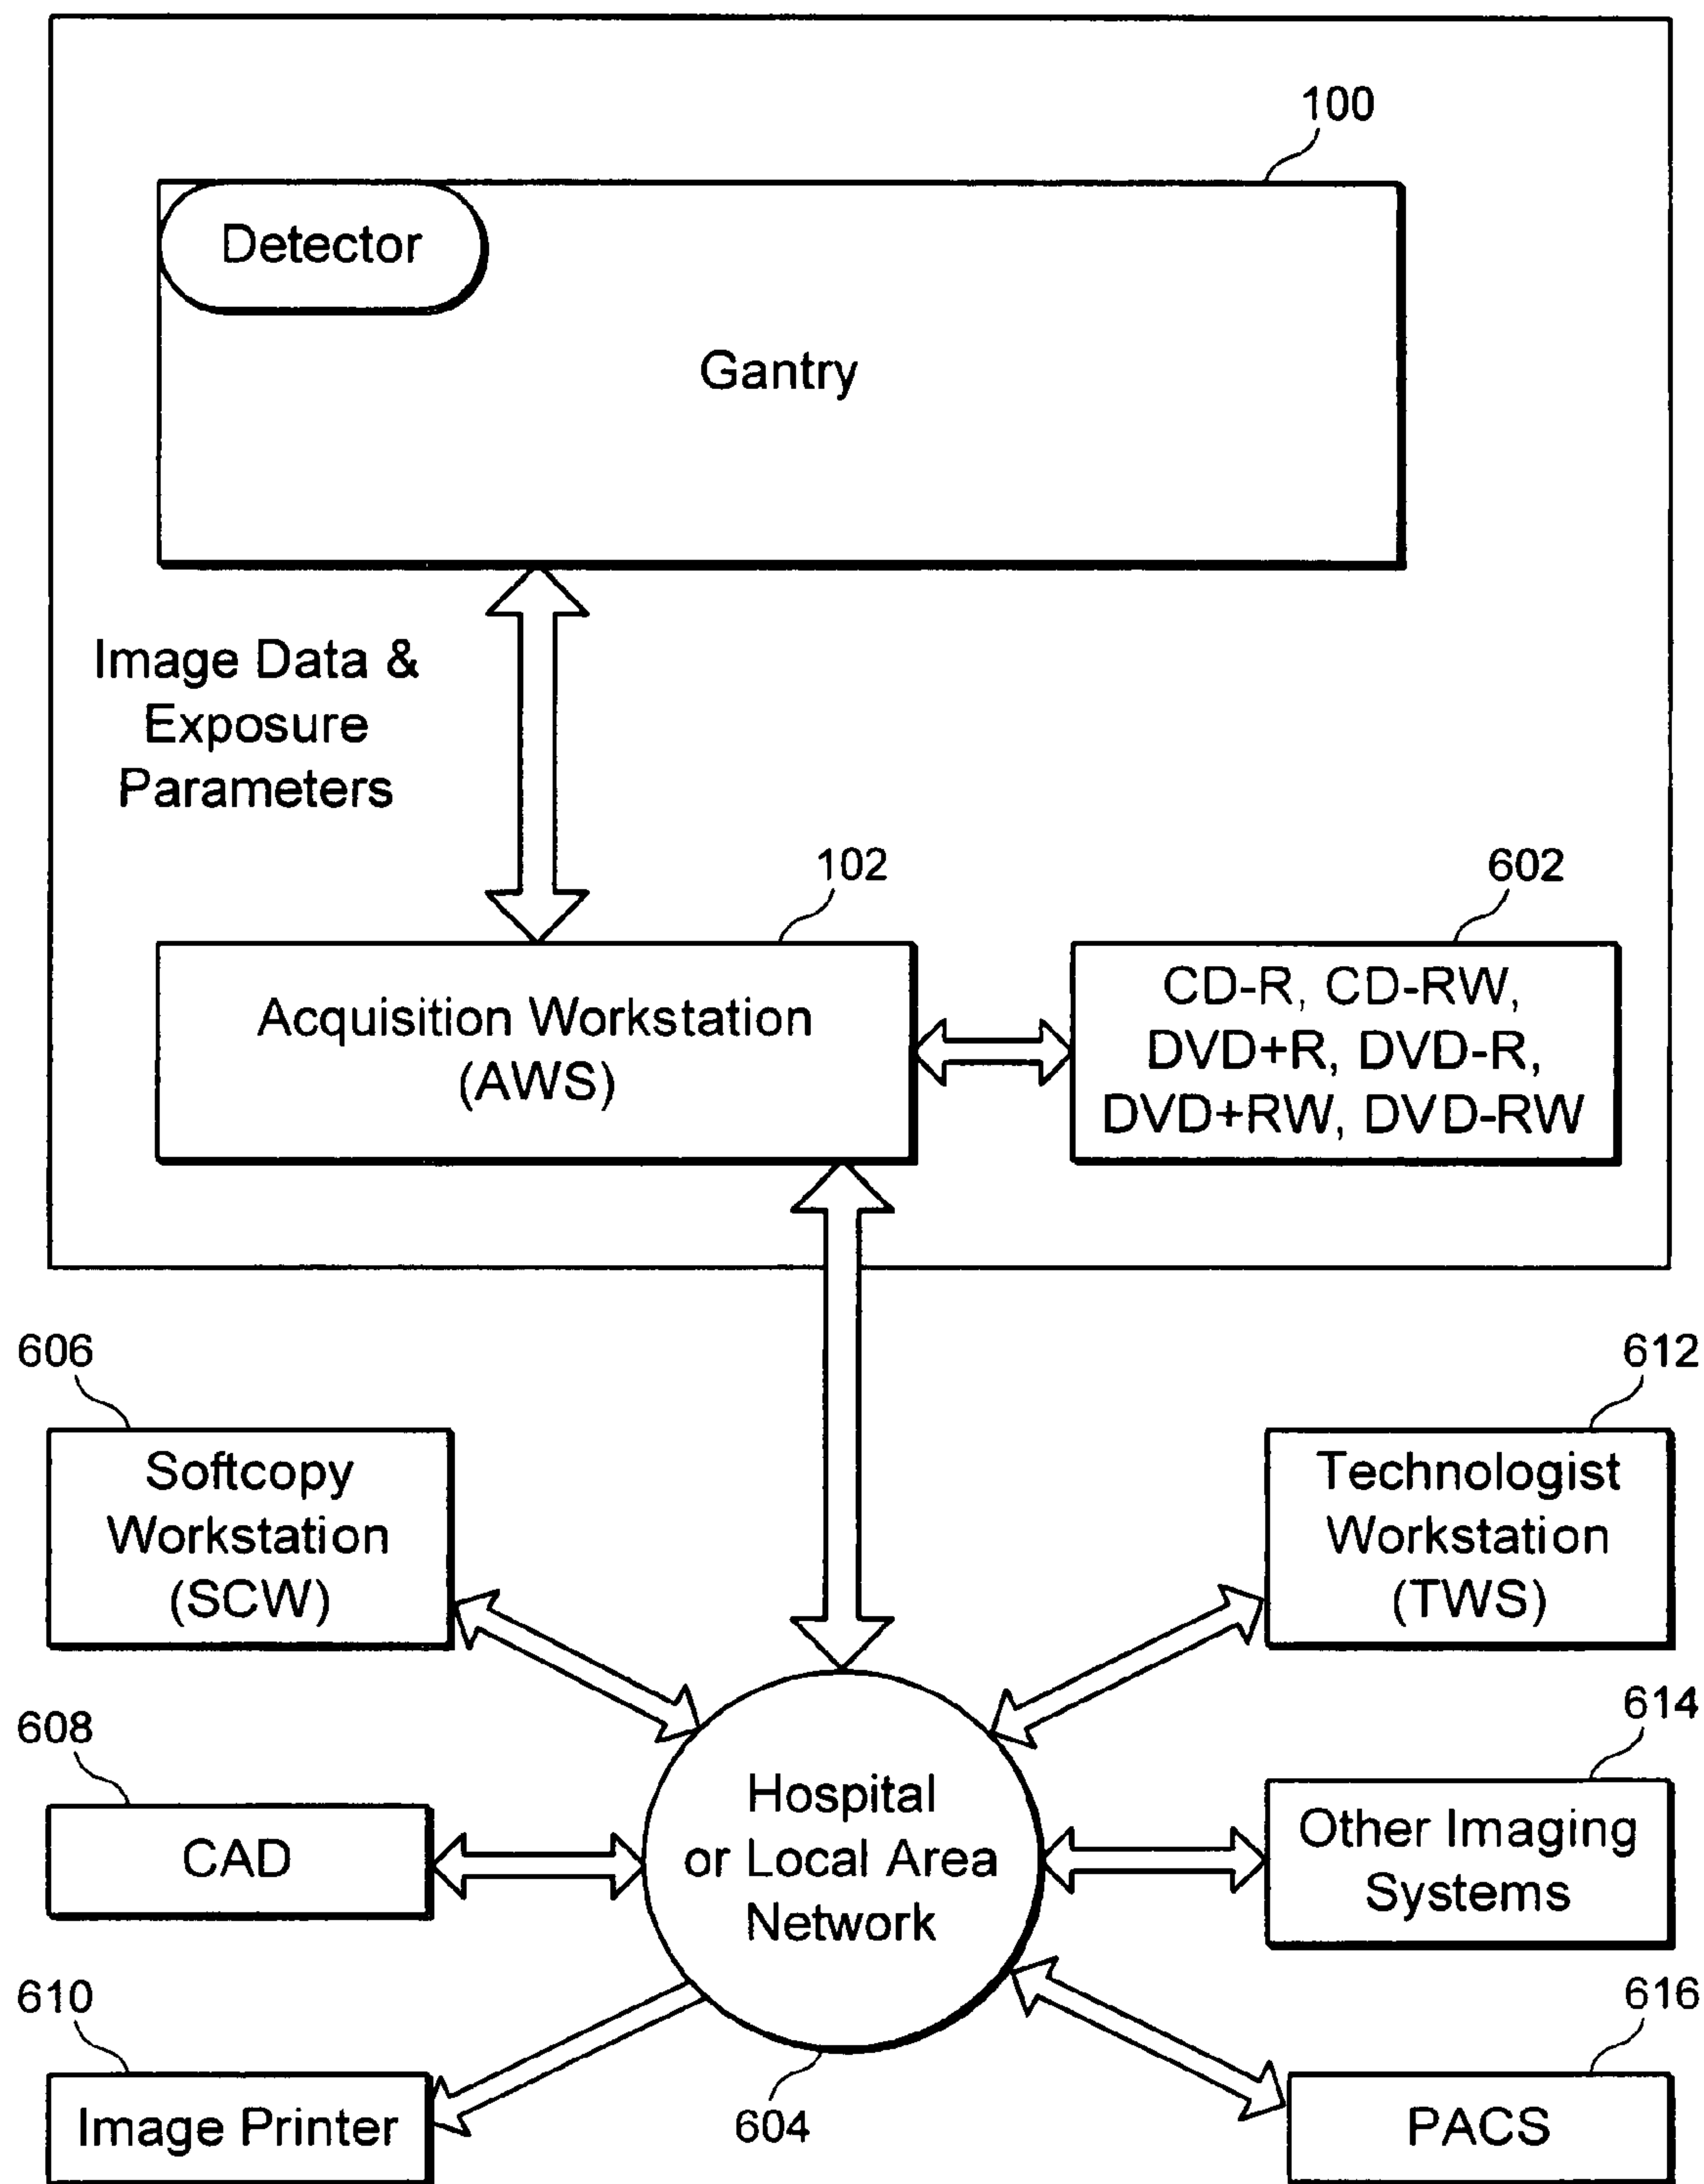 100
Detector
Gantry
Image Data &
Exposure
Parameters
102
602
Acquisition Workstation
(AWS)
CD-R, CD-RW,
DVD+R, DVD-R,
DVD+RW, DVD-RW
606
612
Softcopy
Workstation
(SCW)
Technologist
Workstation
(TWS)
608
614
CAD
Hospital
or Local Area
Network
Other Imaging
Systems
610
616
Image Printer
604
PACS